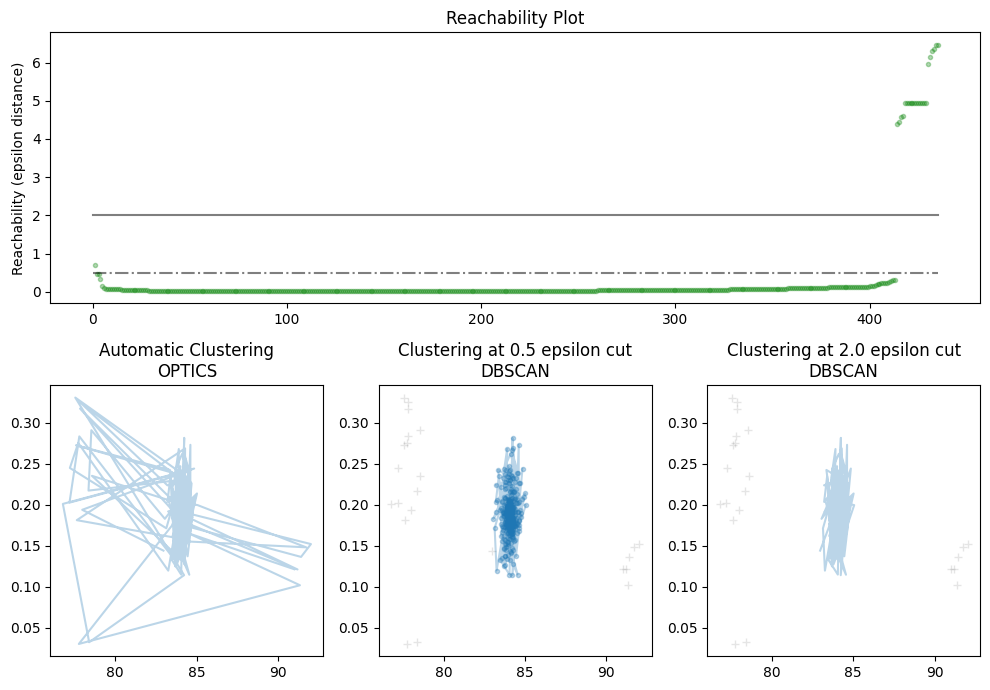 Reachability Plot
Reachability (epsilon distance)
6
5
4
3
2
1
0
0 100 200 300 400
Automatic Clustering
OPTICS
Clustering at 0.5 epsilon cut
DBSCAN
Clustering at 2.0 epsilon cut
DBSCAN
0.30
0.25
0.20
0.15
0.10
0.05
80 85 90
0.30
0.25
0.20
0.15
0.10
0.05
80 85 90
0.30
0.25
0.20
0.15
0.10
0.05
80 85 90